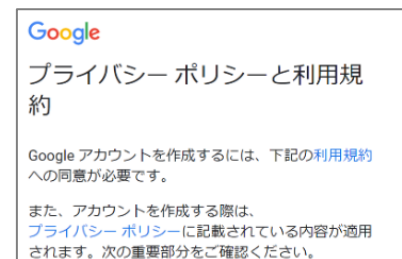 Google
プライバシー ポリシーと利用規
約
Google アカウントを作成するには、下記の利用規約
への同意が必要です。
また、アカウントを作成する際は、
プライバシー ポリシーに記載されている内容が適用
されます。次の重要部分をご確認ください。